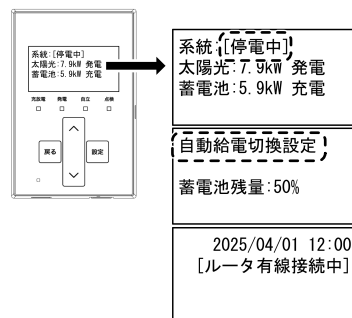 系統:[停電中]
太陽光:7.9kW 発電
蓄電池:5.9kW 充電
充放電 発電 自立 点検
戻る
設定
系統:[停電中]
太陽光:7.9kW 発電
蓄電池:5.9kW 充電
自動給電切換設定
蓄電池残量:50%
2025/04/01 12:00
[ルータ有線接続中]